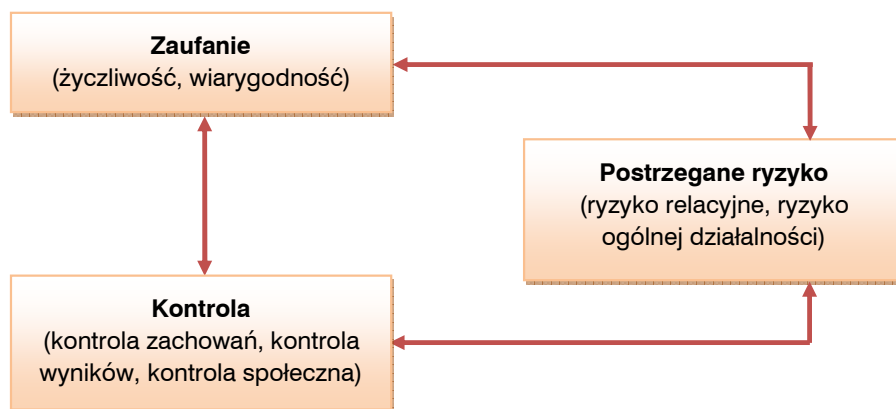 Zaufanie
(życzliwość, wiarygodność)
Postrzegane ryzyko
(ryzyko relacyjne, ryzyko
ogólnej działalności)
Kontrola
(kontrola zachowań, kontrola
wyników, kontrola społeczna)